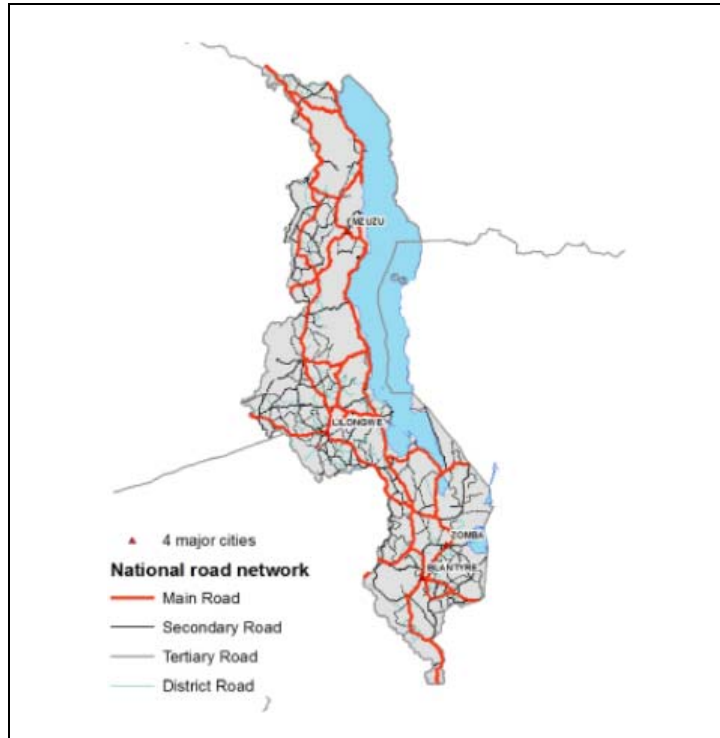 MZUZU
LILONGWE
ZOMBA
BLANTYRE
4 major cities
National road network
Main Road
Secondary Road
Tertiary Road
District Road